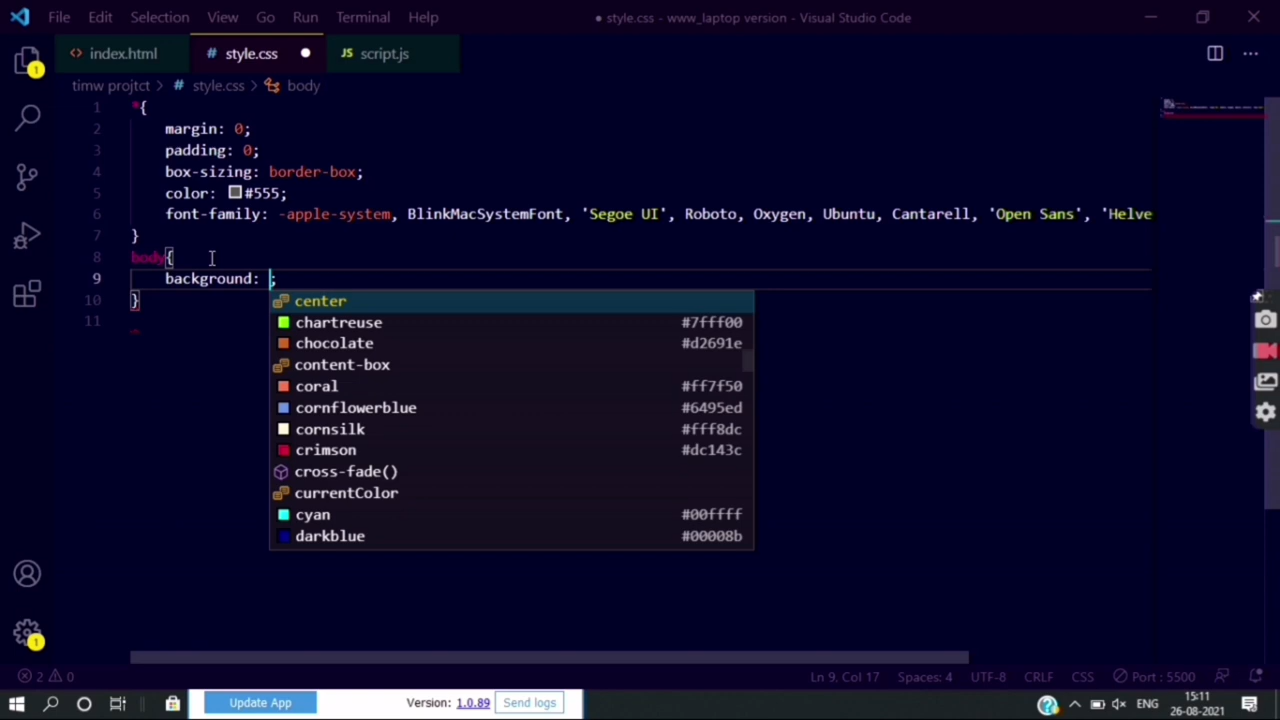 File Edit Selection View Go Run Terminal Help ● style.css - www_laptop version - Visual Studio Code
<> index.html # style.css ● JS script.js
timw projtct > # style.css > body
1 *{
2 margin: 0;
3 padding: 0;
4 box-sizing: border-box;
5 color: #555;
6 font-family: -apple-system, BlinkMacSystemFont, 'Segoe UI', Roboto, Oxygen, Ubuntu, Cantarell, 'Open Sans', 'Helve
7 }
8 body{
9 background: ;
10 }
11
center
chartreuse #7fff00
chocolate #d2691e
content-box
coral #ff7f50
cornflowerblue #6495ed
cornsilk #fff8dc
crimson #dc143c
cross-fade()
currentColor
cyan #00ffff
darkblue #00008b
1
1
2 0 Ln 9, Col 17 Spaces: 4 UTF-8 CRLF CSS Port : 5500
Update App Version: 1.0.89 Send logs ENG 15:11
26-08-2021